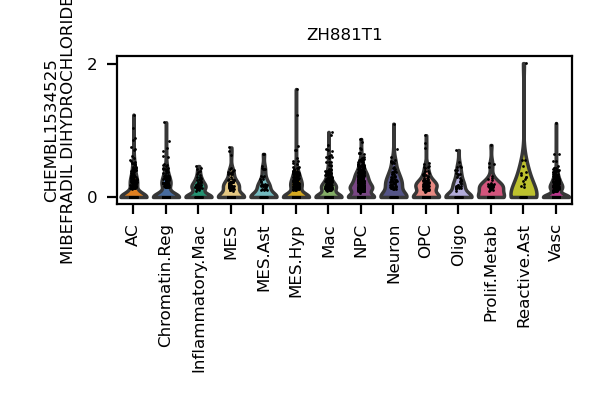 ZH881T1
CHEMBL1534525
MIBEFRADIL DIHYDROCHLORIDE
2
0
AC
Chromatin.Reg
Inflammatory.Mac
MES
MES.Ast
MES.Hyp
Mac
NPC
Neuron
OPC
Oligo
Prolif.Metab
Reactive.Ast
Vasc